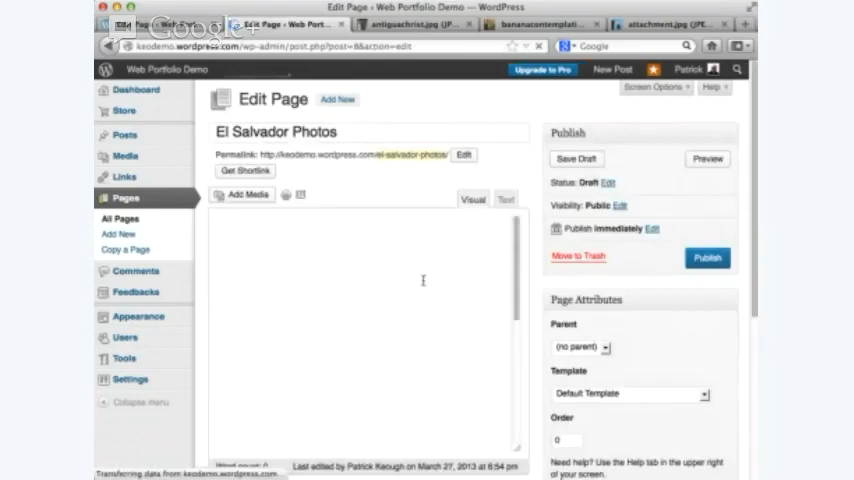 Edit Page ‹ Web Portfolio Demo — WordPress
Edit Page ‹ Web Port...
antiguachrist.jpg (JP...
bananacontemplati...
attachment.jpg (JPE...
Google+
keodemo.wordpress.com/wp-admin/post.php?post=8&action=edit
Google
Web Portfolio Demo
Upgrade to Pro
New Post
Patrick
Dashboard
Store
Posts
Media
Links
Pages
All Pages
Add New
Copy a Page
Comments
Feedbacks
Appearance
Users
Tools
Settings
Collapse menu
Screen Options
Help
Edit Page
Add New
El Salvador Photos
Permalink: http://keodemo.wordpress.com/el-salvador-photos/ Edit
Get Shortlink
Add Media
Visual
Text
Word count: 0
Last edited by Patrick Keough on March 27, 2013 at 6:54 pm
Publish
Save Draft
Preview
Status: Draft Edit
Visibility: Public Edit
Publish immediately Edit
Move to Trash
Publish
Page Attributes
Parent
(no parent)
Template
Default Template
Order
0
Need help? Use the Help tab in the upper right
of your screen.
Transferring data from keodemo.wordpress.com...